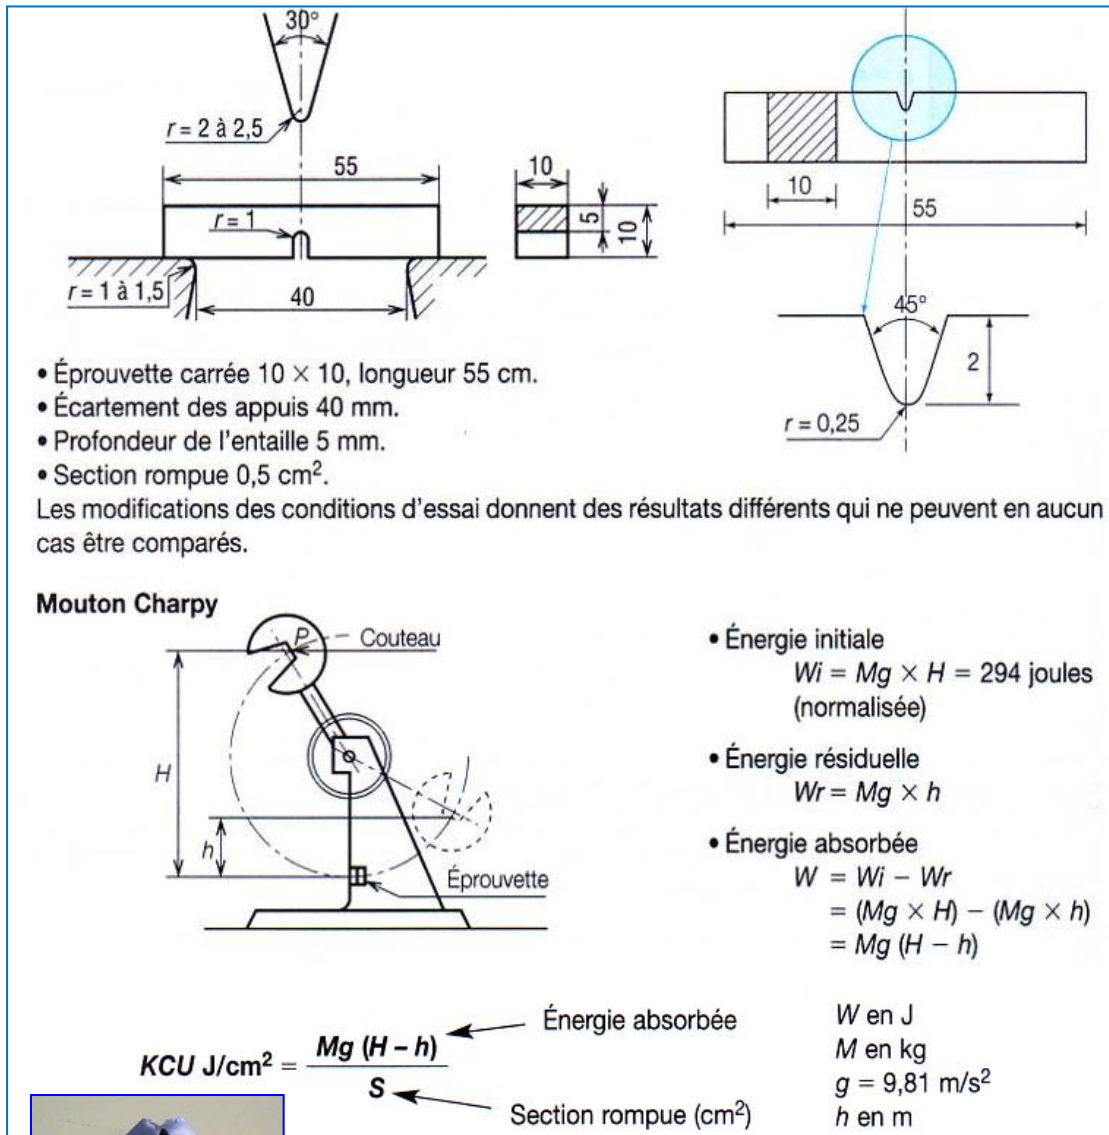 30°
r = 2 à 2,5
55
10
r = 1
5
10
r = 1 à 1,5
40
10
55
45°
2
r = 0,25
• Éprouvette carrée 10 × 10, longueur 55 cm.
• Écartement des appuis 40 mm.
• Profondeur de l'entaille 5 mm.
• Section rompue 0,5 cm².
Les modifications des conditions d'essai donnent des résultats différents qui ne peuvent en aucun
cas être comparés.
Mouton Charpy
P
Couteau
H
h
Éprouvette
• Énergie initiale
Wi = Mg × H = 294 joules
(normalisée)
• Énergie résiduelle
Wr = Mg × h
• Énergie absorbée
W = Wi − Wr
= (Mg × H) − (Mg × h)
= Mg (H − h)
KCU J/cm² = Mg (H – h)
S
Énergie absorbée
Section rompue (cm²)
W en J
M en kg
g = 9,81 m/s²
h en m